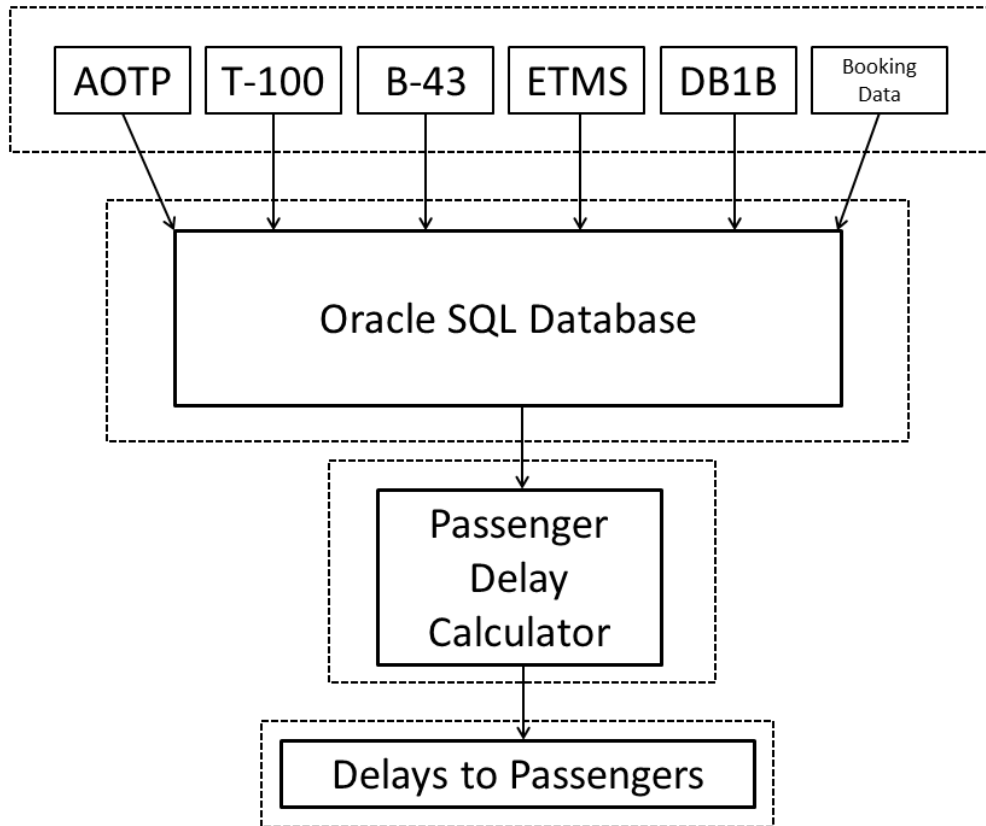 AOTP T-100 B-43 ETMS DB1B Booking
Data
Oracle SQL Database
Passenger
Delay
Calculator
Delays to Passengers